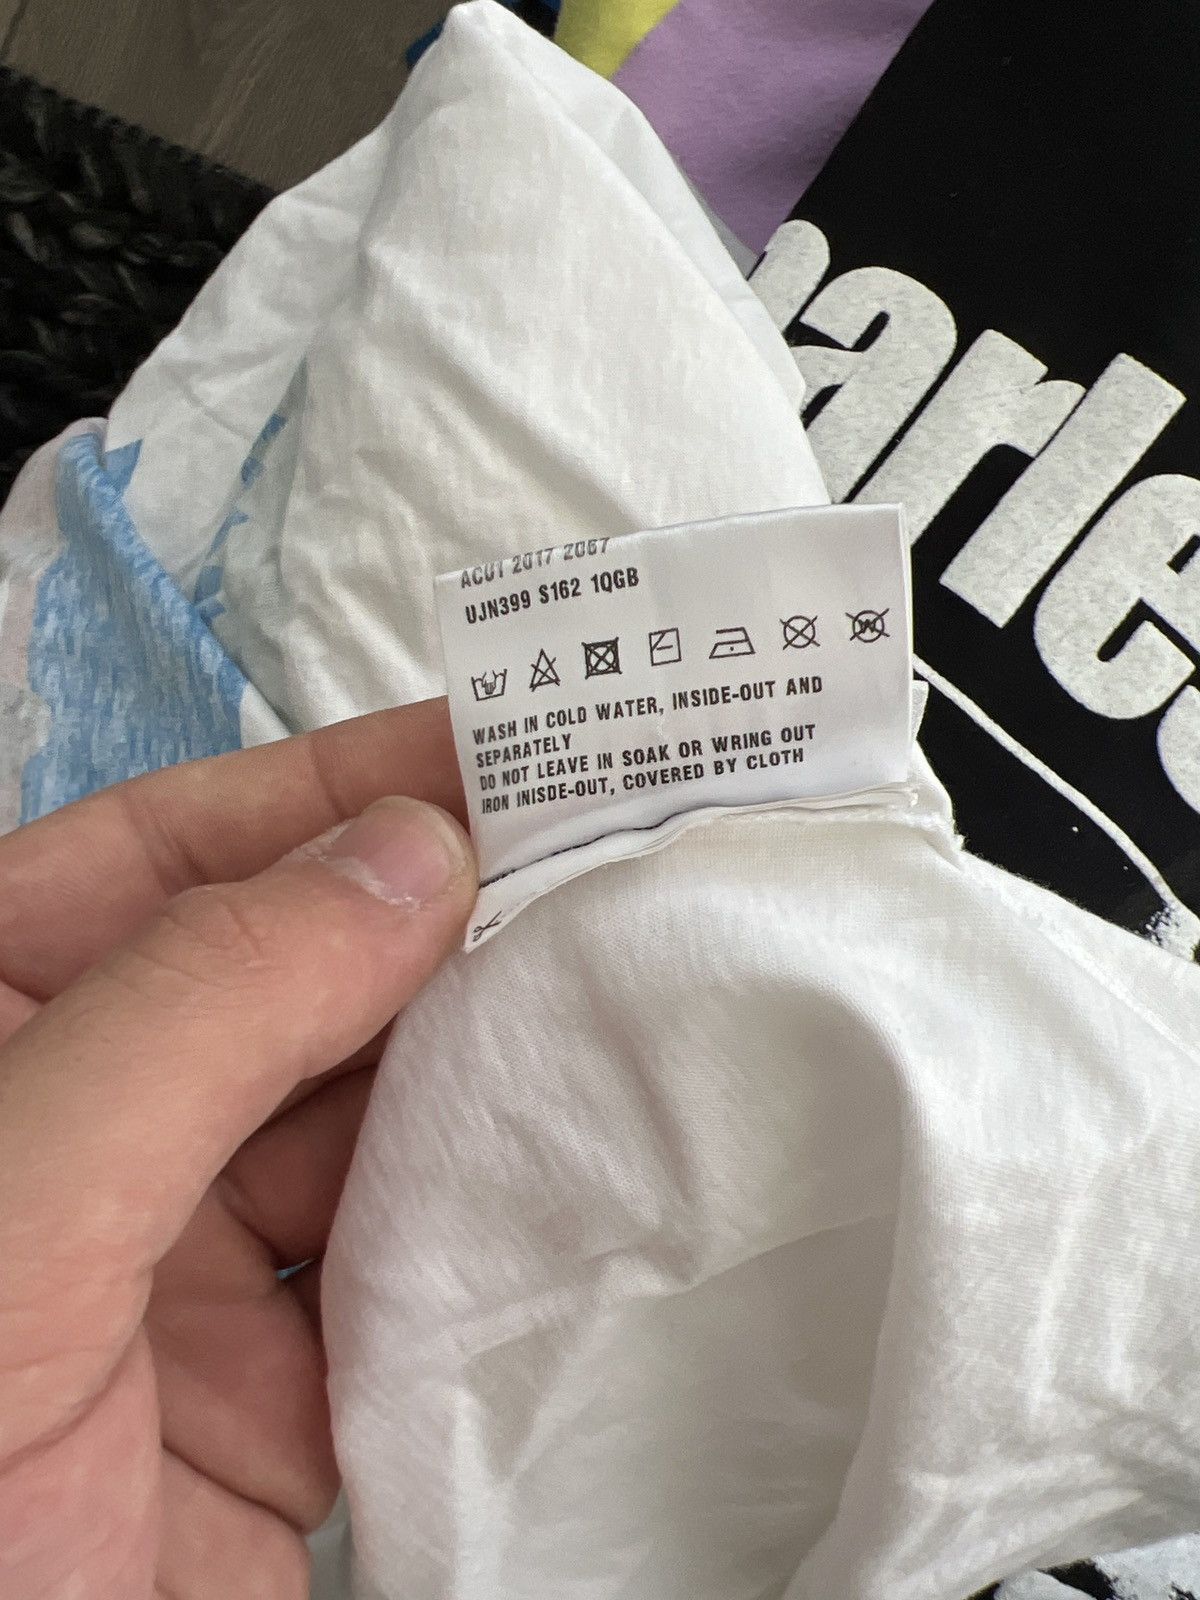 ACUT 2017 2067
UJN399 S162 1QGB
WASH IN COLD WATER, INSIDE-OUT AND
SEPARATELY
DO NOT LEAVE IN SOAK OR WRING OUT
IRON INISDE-OUT, COVERED BY CLOTH
arles